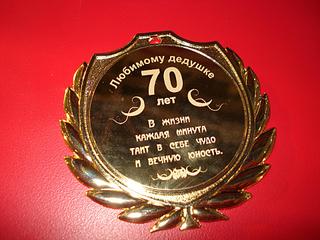 Любимому дедушке
70
лет
В ЖИЗНИ
КАЖДАЯ МИНУТА
ТАИТ В СЕБЕ ЧУДО
И ВЕЧНУЮ ЮНОСТЬ.